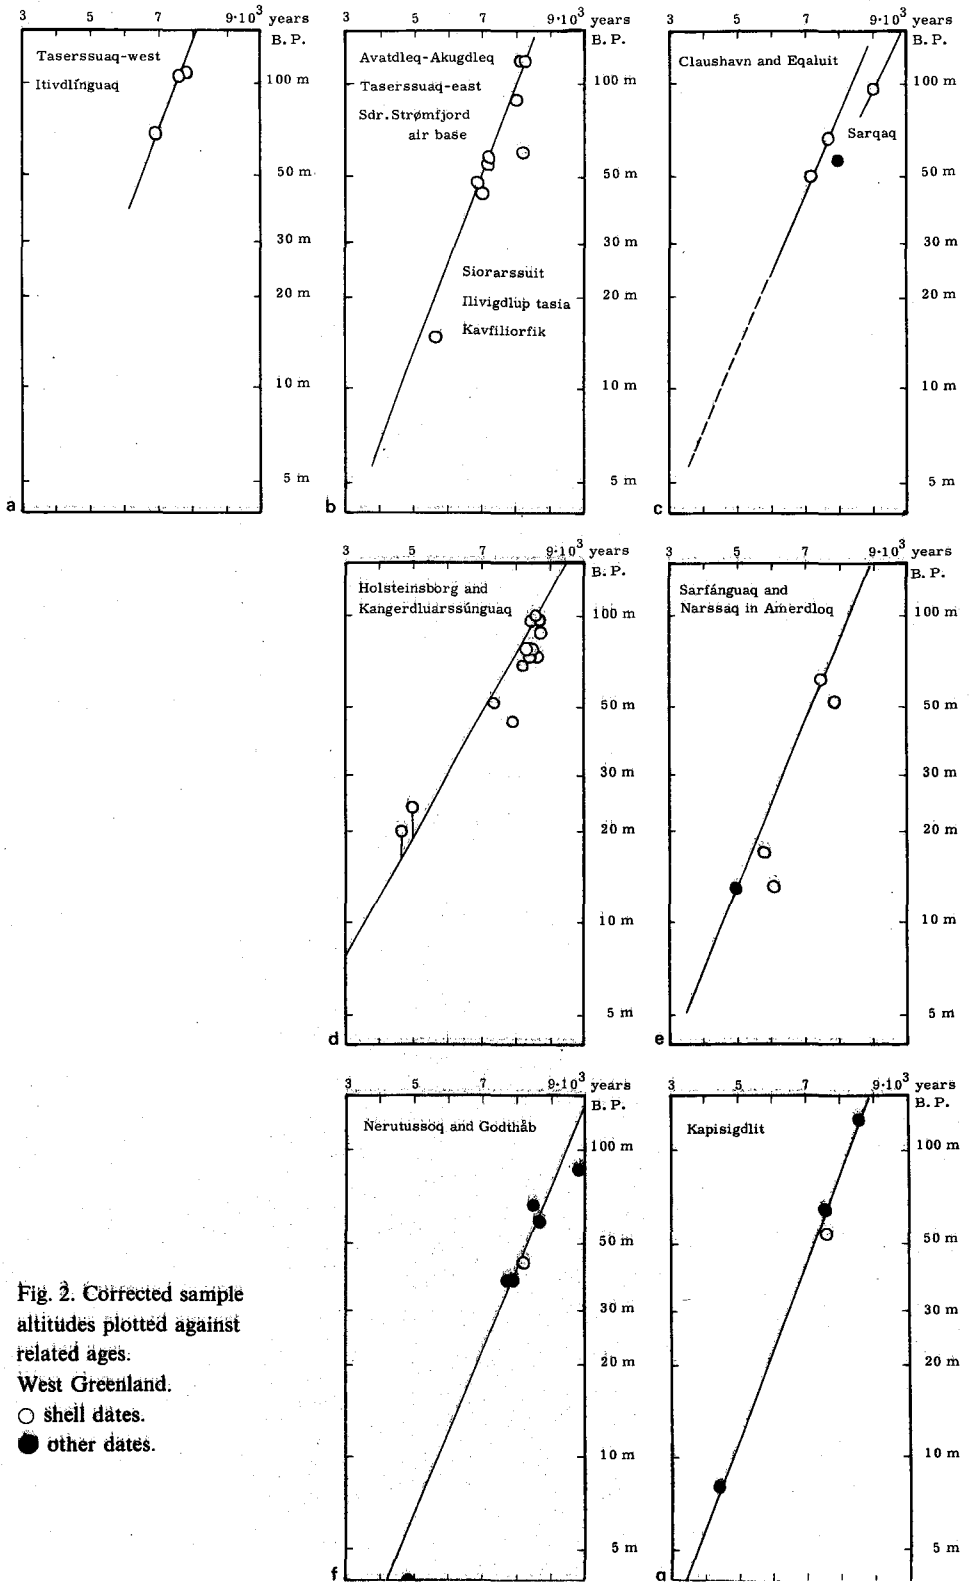 3 5 7 9·10³ years
B. P.
Taserssuaq-west
Itivdlínguaq
100 m
50 m
30 m
20 m
10 m
5 m
a
3 5 7 9·10³ years
B. P.
Avatdleq-Akugdleq
Taserssuaq-east
Sdr. Strømfjord
air base
Siorarssuit
Ilivigdlup tasia
Kavfiliorfik
100 m
50 m
30 m
20 m
10 m
5 m
b
3 5 7 9·10³ years
B. P.
Claushavn and Eqaluit
Sarqaq
100 m
50 m
30 m
20 m
10 m
5 m
c
3 5 7 9·10³ years
B. P.
Holsteinsborg and
Kangerdluarssúnguaq
100 m
50 m
30 m
20 m
10 m
5 m
d
3 5 7 9·10³ years
B. P.
Sarfánguaq and
Narssaq in Amerdloq
100 m
50 m
30 m
20 m
10 m
5 m
e
3 5 7 9·10³ years
B. P.
Nerutussoq and Godthåb
100 m
50 m
30 m
20 m
10 m
5 m
f
3 5 7 9·10³ years
B. P.
Kapisigdlit
100 m
50 m
30 m
20 m
10 m
5 m
g
Fig. 2. Corrected sample
altitudes plotted against
related ages.
West Greenland.
○ shell dates.
● other dates.